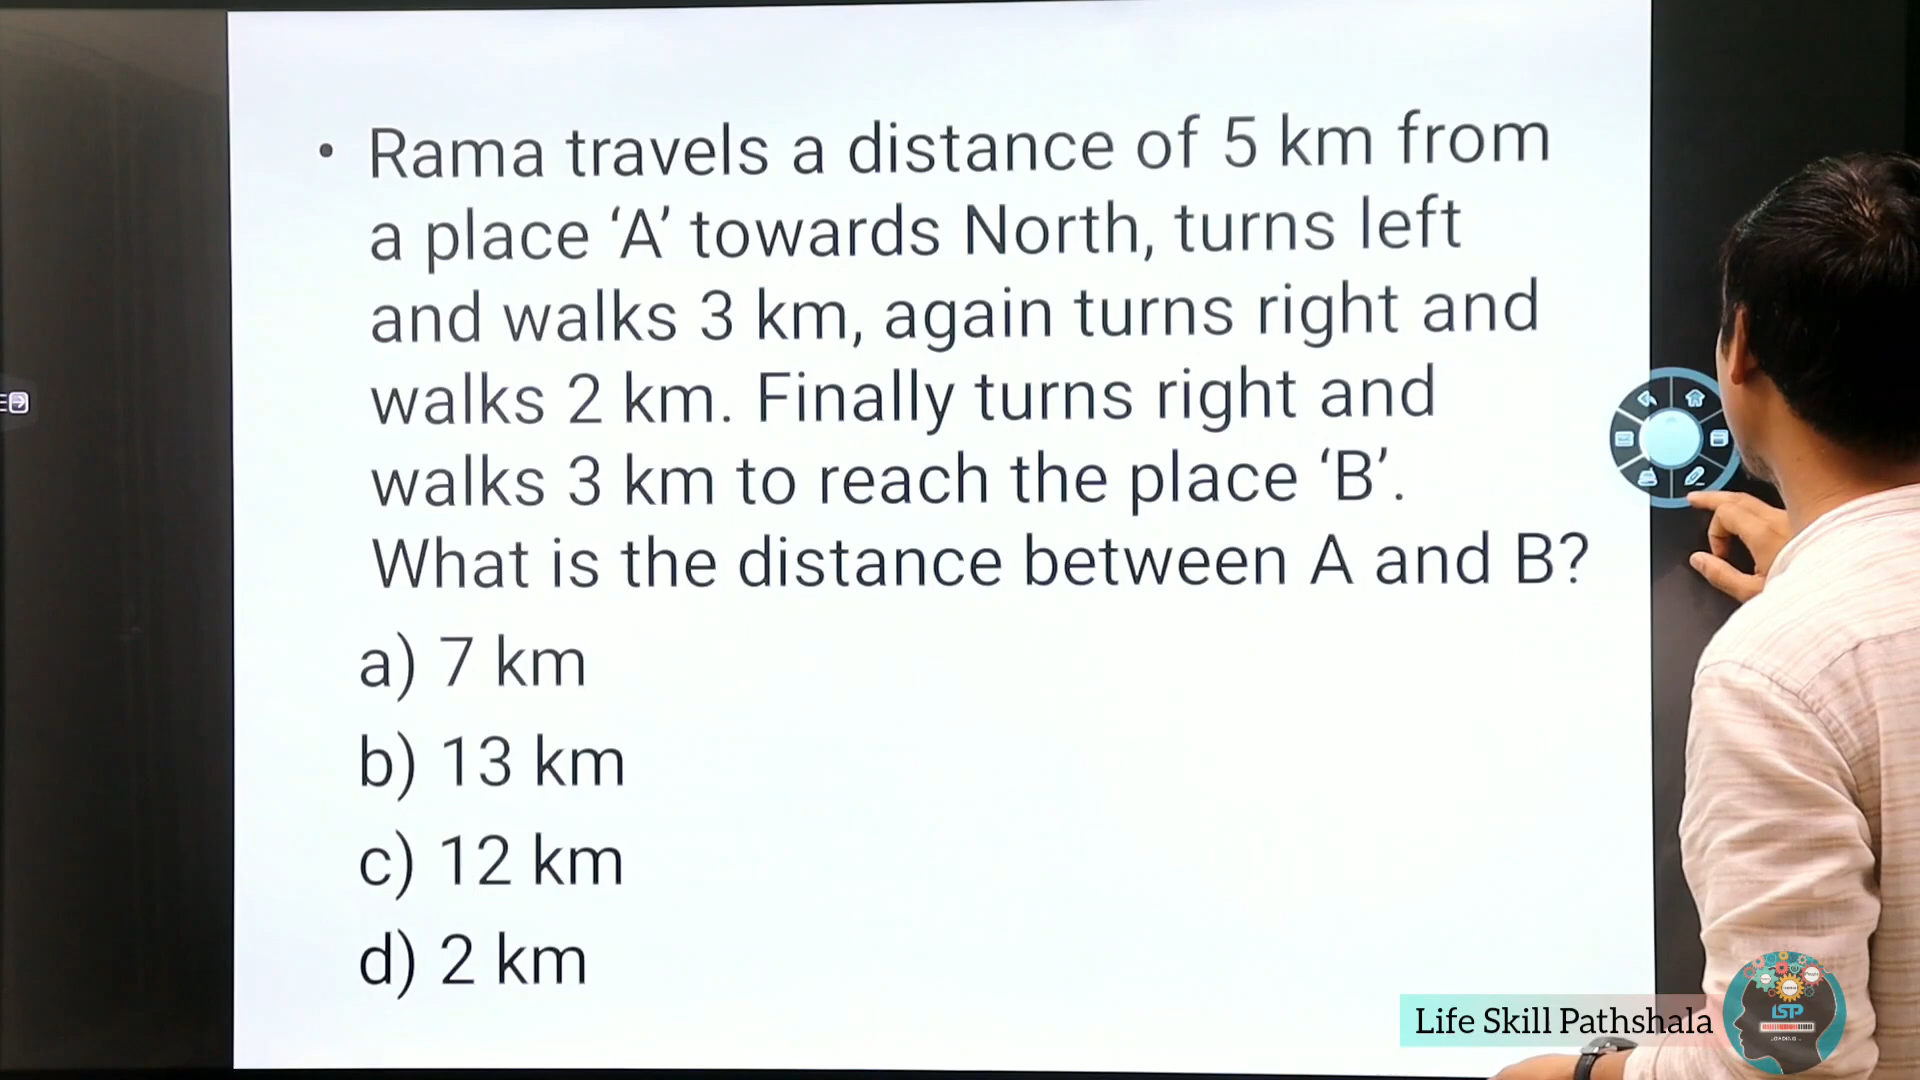 • Rama travels a distance of 5 km from
a place ‘A’ towards North, turns left
and walks 3 km, again turns right and
walks 2 km. Finally turns right and
walks 3 km to reach the place ‘B’.
What is the distance between A and B?
a) 7 km
b) 13 km
c) 12 km
d) 2 km
Life Skill Pathshala
LSP